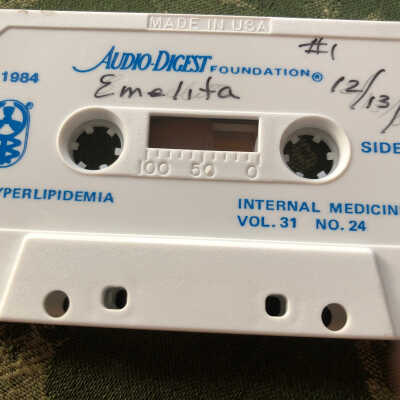 MADE IN USA
#1
1984 AUDIO-DIGEST FOUNDATION®
Emelita 12/13/
SIDE
100 50 0
YPERLIPIDEMIA INTERNAL MEDICIN
VOL. 31 NO. 24